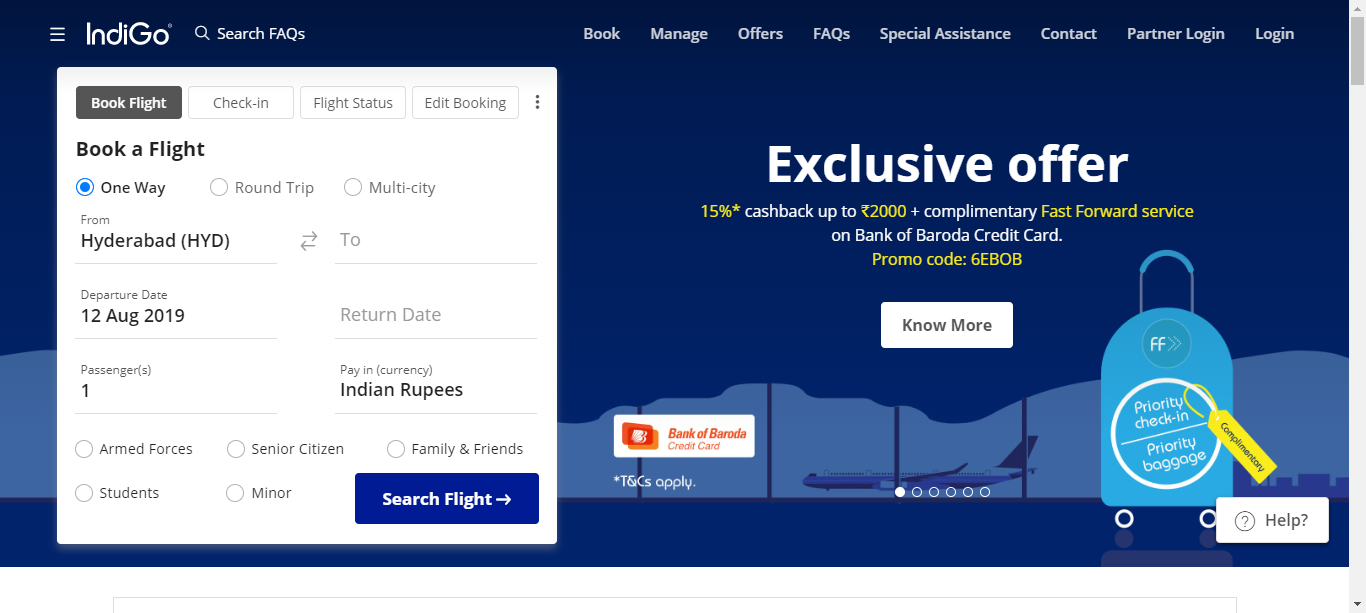 IndiGo
Search FAQs
Book
Manage
Offers
FAQs
Special Assistance
Contact
Partner Login
Login
Book Flight
Check-in
Flight Status
Edit Booking
Book a Flight
One Way
Round Trip
Multi-city
From
Hyderabad (HYD)
To
Departure Date
12 Aug 2019
Return Date
Passenger(s)
1
Pay in (currency)
Indian Rupees
Armed Forces
Senior Citizen
Family & Friends
Students
Minor
Search Flight
Exclusive offer
15%* cashback up to ₹2000 + complimentary Fast Forward service
on Bank of Baroda Credit Card.
Promo code: 6EBOB
Know More
Bank of Baroda
Credit Card
*T&Cs apply.
FF
Priority
check-in
Priority
baggage
Complimentary
? Help?